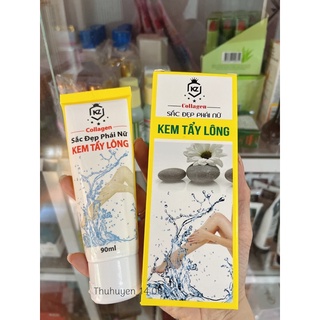 KZ
Collagen
Sắc Đẹp Phái Nữ
KEM TẨY LÔNG
90ml
KZ
Collagen
SẮC ĐẸP PHÁI NỮ
KEM TẨY LÔNG